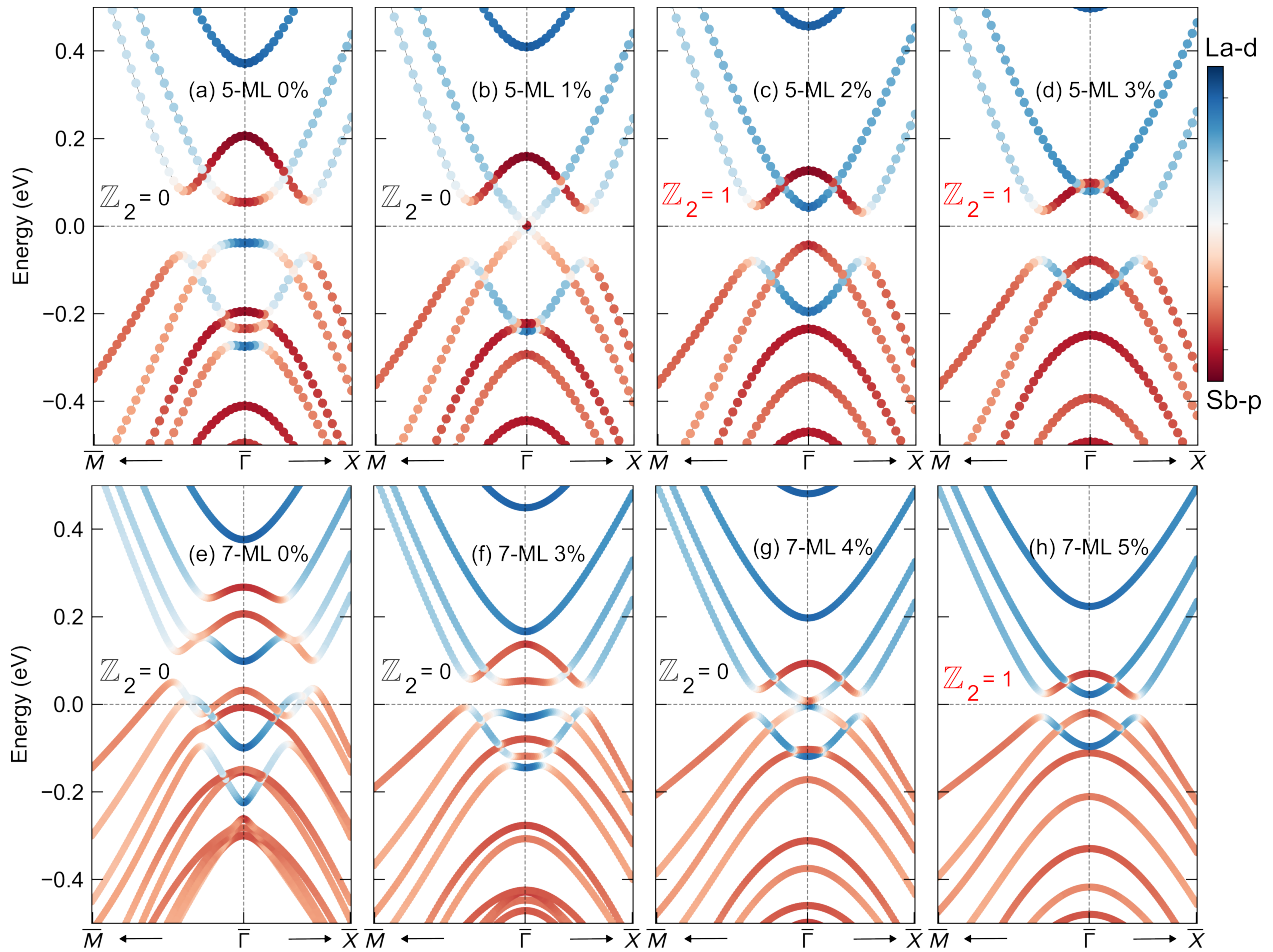 (a) 5-ML 0%
(b) 5-ML 1%
(c) 5-ML 2%
(d) 5-ML 3%
La-d
Sb-p
Energy (eV)
0.4
0.2
0.0
−0.2
−0.4
ℤ₂ = 0
ℤ₂ = 0
ℤ₂ = 1
ℤ₂ = 1
M̅ ← Γ̅ → X̅
M̅ ← Γ̅ → X̅
M̅ ← Γ̅ → X̅
M̅ ← Γ̅ → X̅
(e) 7-ML 0%
(f) 7-ML 3%
(g) 7-ML 4%
(h) 7-ML 5%
Energy (eV)
0.4
0.2
0.0
−0.2
−0.4
ℤ₂ = 0
ℤ₂ = 0
ℤ₂ = 0
ℤ₂ = 1
M̅ ← Γ̅ → X̅
M̅ ← Γ̅ → X̅
M̅ ← Γ̅ → X̅
M̅ ← Γ̅ → X̅